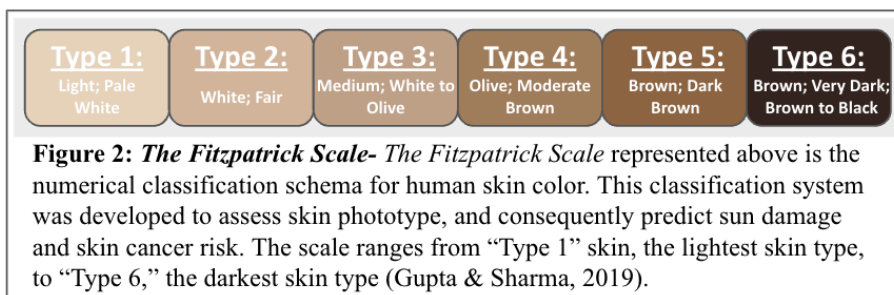 Type 1:
Light; Pale
White
Type 2:
White; Fair
Type 3:
Medium; White to
Olive
Type 4:
Olive; Moderate
Brown
Type 5:
Brown; Dark
Brown
Type 6:
Brown; Very Dark;
Brown to Black
Figure 2: The Fitzpatrick Scale- The Fitzpatrick Scale represented above is the
numerical classification schema for human skin color. This classification system
was developed to assess skin phototype, and consequently predict sun damage
and skin cancer risk. The scale ranges from “Type 1” skin, the lightest skin type,
to “Type 6,” the darkest skin type (Gupta & Sharma, 2019).